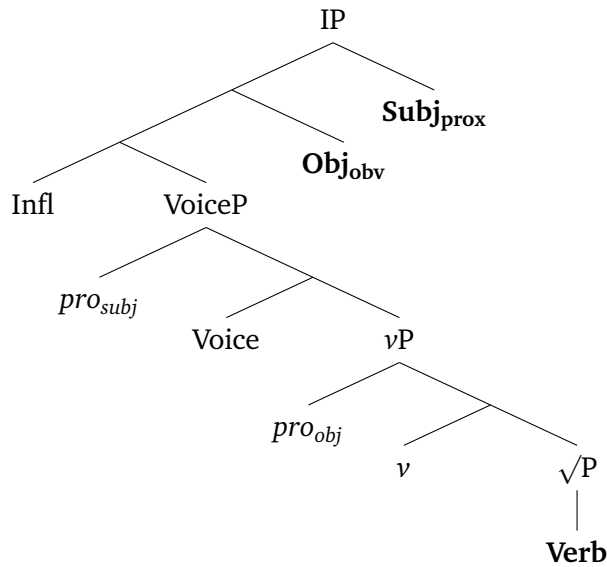 IP
Subj_prox
Obj_obv
Infl VoiceP
pro_subj
Voice vP
pro_obj
v √P
Verb